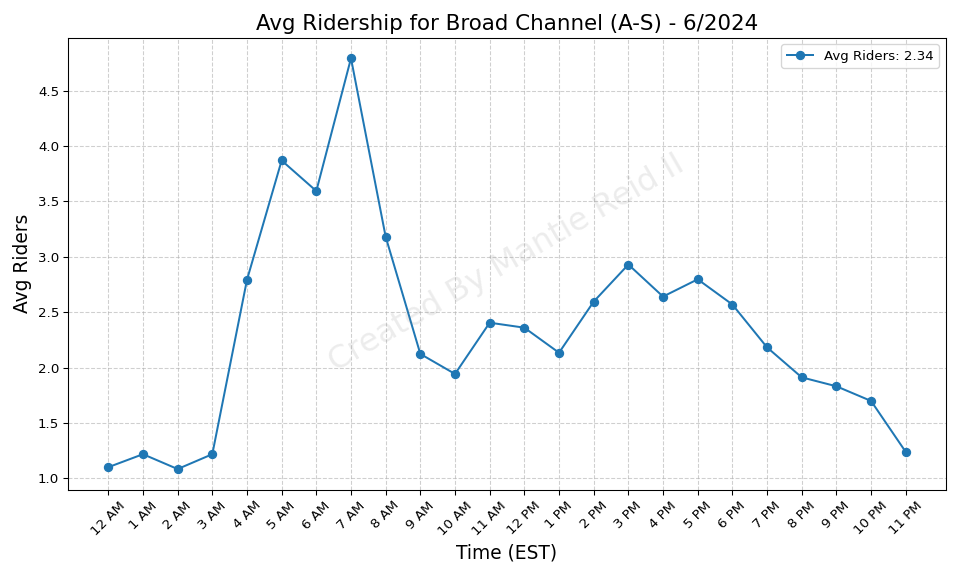 Avg Ridership for Broad Channel (A-S) - 6/2024
Avg Riders: 2.34
Avg Riders
4.5
4.0
3.5
3.0
2.5
2.0
1.5
1.0
Created By Mantie Reid II
12 AM
1 AM
2 AM
3 AM
4 AM
5 AM
6 AM
7 AM
8 AM
9 AM
10 AM
11 AM
12 PM
1 PM
2 PM
3 PM
4 PM
5 PM
6 PM
7 PM
8 PM
9 PM
10 PM
11 PM
Time (EST)